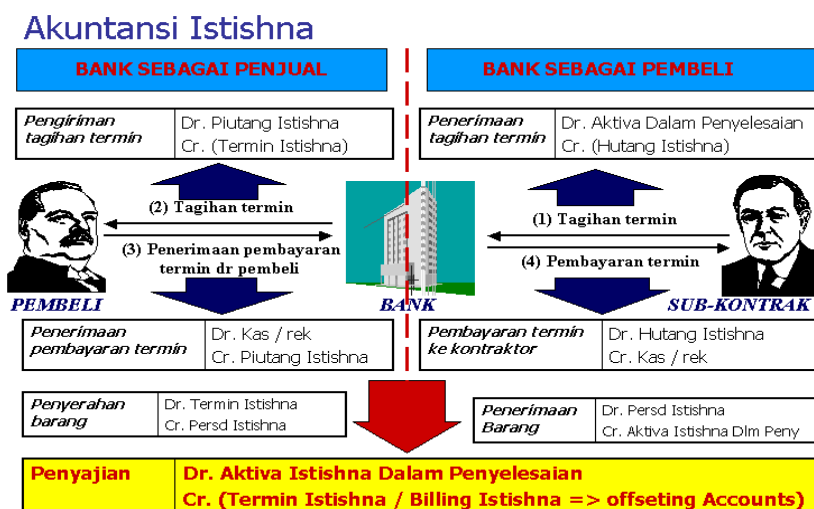 Akuntansi Istishna
BANK SEBAGAI PENJUAL
BANK SEBAGAI PEMBELI
Pengiriman
tagihan termin
Dr. Piutang Istishna
Cr. (Termin Istishna)
Penerimaan
tagihan termin
Dr. Aktiva Dalam Penyelesaian
Cr. (Hutang Istishna)
(2) Tagihan termin
(3) Penerimaan pembayaran
termin dr pembeli
(1) Tagihan termin
(4) Pembayaran termin
PEMBELI
BANK
SUB-KONTRAK
Penerimaan
pembayaran termin
Dr. Kas / rek
Cr. Piutang Istishna
Pembayaran termin
ke kontraktor
Dr. Hutang Istishna
Cr. Kas / rek
Penyerahan
barang
Dr. Termin Istishna
Cr. Persd Istishna
Penerimaan
Barang
Dr. Persd Istishna
Cr. Aktiva Istishna Dlm Peny
Penyajian
Dr. Aktiva Istishna Dalam Penyelesaian
Cr. (Termin Istishna / Billing Istishna => offseting Accounts)